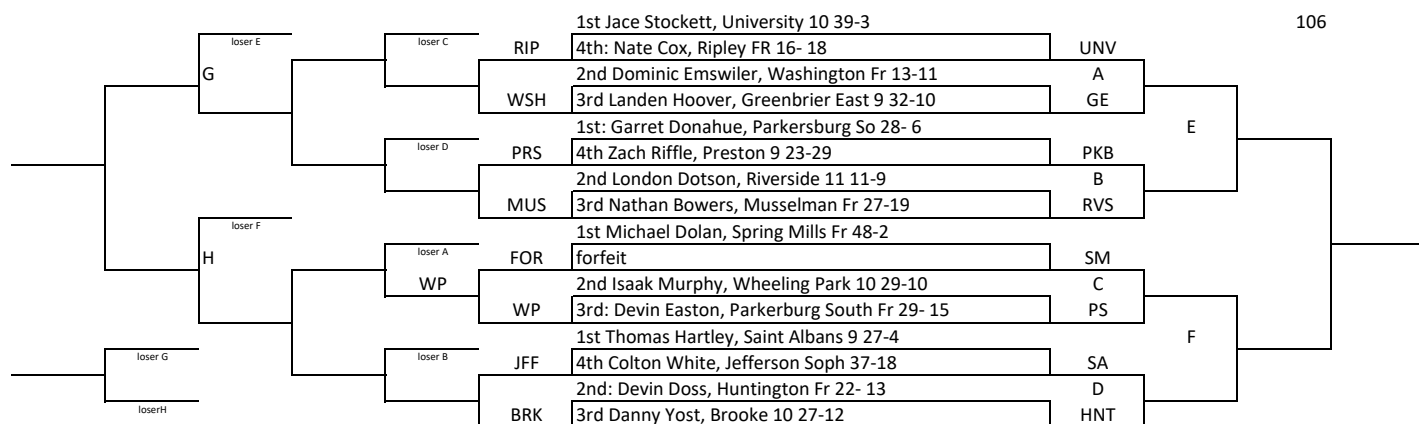 1st Jace Stockett, University 10 39-3 106
loser E loser C RIP 4th: Nate Cox, Ripley FR 16- 18 UNV
G 2nd Dominic Emswiler, Washington Fr 13-11 A
WSH 3rd Landen Hoover, Greenbrier East 9 32-10 GE
1st: Garret Donahue, Parkersburg So 28- 6 E
loser D PRS 4th Zach Riffle, Preston 9 23-29 PKB
2nd London Dotson, Riverside 11 11-9 B
MUS 3rd Nathan Bowers, Musselman Fr 27-19 RVS
loser F 1st Michael Dolan, Spring Mills Fr 48-2
H loser A FOR forfeit SM
WP 2nd Isaak Murphy, Wheeling Park 10 29-10 C
WP 3rd: Devin Easton, Parkerburg South Fr 29- 15 PS
1st Thomas Hartley, Saint Albans 9 27-4 F
loser G loser B JFF 4th Colton White, Jefferson Soph 37-18 SA
2nd: Devin Doss, Huntington Fr 22- 13 D
loserH BRK 3rd Danny Yost, Brooke 10 27-12 HNT